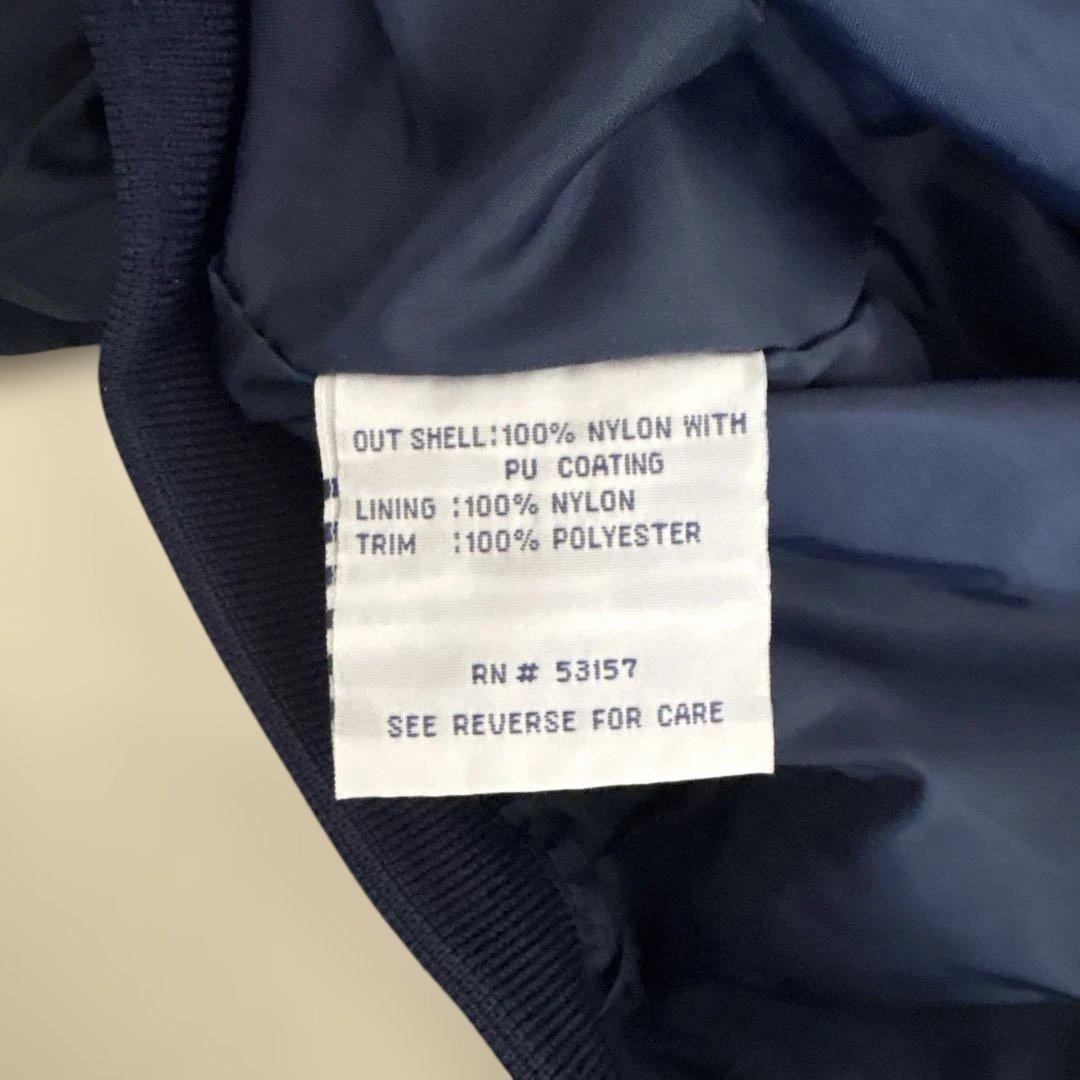 OUT SHELL:100% NYLON WITH
PU COATING
LINING :100% NYLON
TRIM :100% POLYESTER
RN # 53157
SEE REVERSE FOR CARE